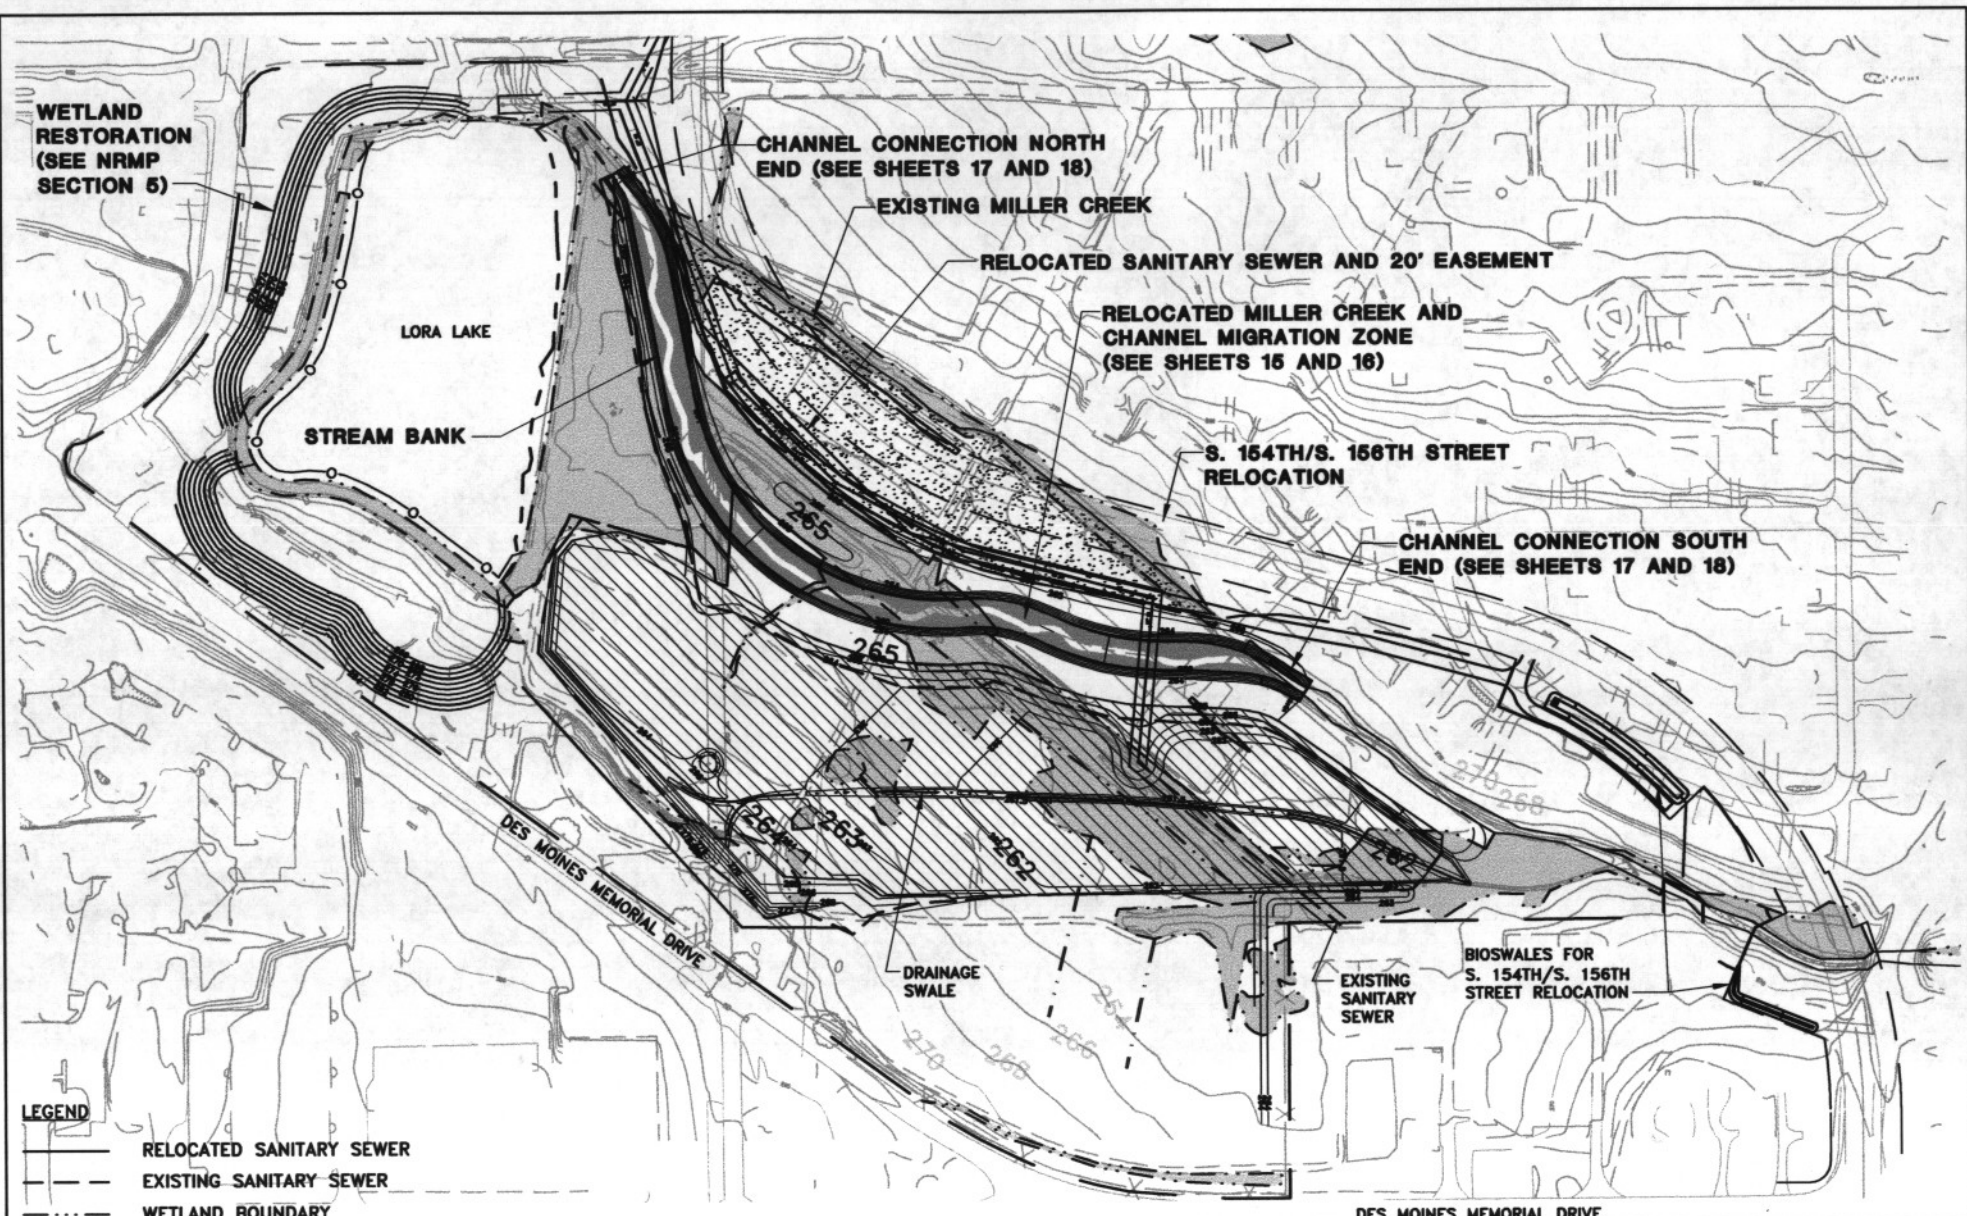 WETLAND
RESTORATION
(SEE NRMP
SECTION 5)
CHANNEL CONNECTION NORTH
END (SEE SHEETS 17 AND 18)
EXISTING MILLER CREEK
RELOCATED SANITARY SEWER AND 20' EASEMENT
RELOCATED MILLER CREEK AND
CHANNEL MIGRATION ZONE
(SEE SHEETS 15 AND 16)
LORA LAKE
STREAM BANK
S. 154TH/S. 156TH STREET
RELOCATION
265
CHANNEL CONNECTION SOUTH
END (SEE SHEETS 17 AND 18)
265
270
268
264
263
262
262
DES MOINES MEMORIAL DRIVE
DRAINAGE
SWALE
EXISTING
SANITARY
SEWER
BIOSWALES FOR
S. 154TH/S. 156TH
STREET RELOCATION
264
266
268
270
LEGEND
RELOCATED SANITARY SEWER
EXISTING SANITARY SEWER
WETLAND BOUNDARY
DES MOINES MEMORIAL DRIVE